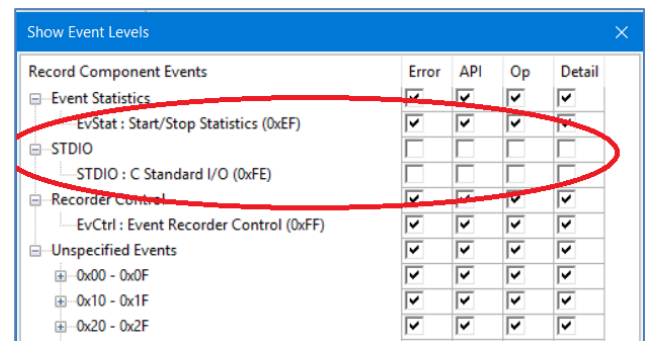 Show Event Levels
Record Component Events Error API Op Detail
Event Statistics
EvStat : Start/Stop Statistics (0xEF)
STDIO
STDIO : C Standard I/O (0xFE)
Recorder Control
EvCtrl : Event Recorder Control (0xFF)
Unspecified Events
0x00 - 0x0F
0x10 - 0x1F
0x20 - 0x2F